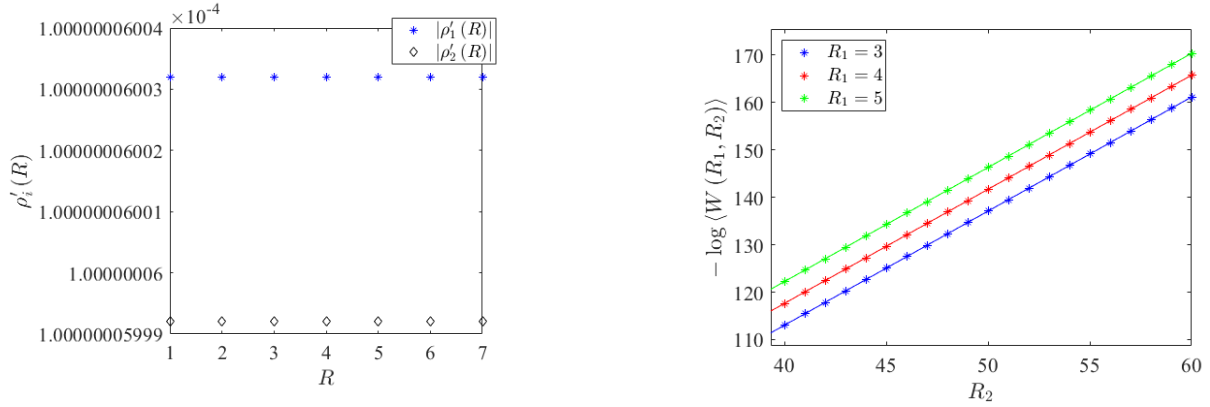 ×10⁻⁴
1.00000006004
1.00000006003
1.00000006002
1.00000006001
1.00000006
1.00000005999
ρ′ᵢ (R)
|ρ′₁ (R)|
|ρ′₂ (R)|
1 2 3 4 5 6 7
R
170
160
150
140
130
120
110
− log ⟨W (R₁, R₂)⟩
R₁ = 3
R₁ = 4
R₁ = 5
40 45 50 55 60
R₂